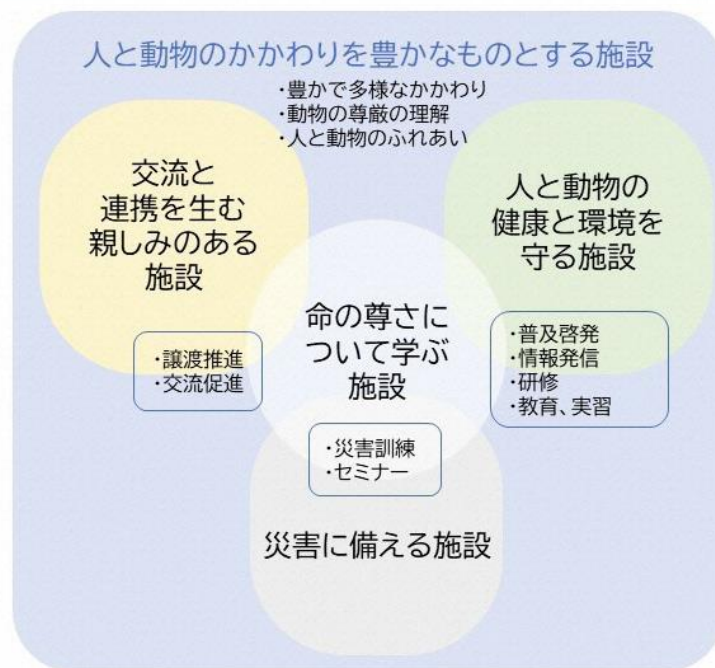 人と動物のかかわりを豊かなものとする施設
・豊かで多様なかかわり
・動物の尊厳の理解
・人と動物のふれあい
交流と
連携を生む
親しみのある
施設
人と動物の
健康と環境を
守る施設
命の尊さに
ついて学ぶ
施設
・譲渡推進
・交流促進
・普及啓発
・情報発信
・研修
・教育、実習
・災害訓練
・セミナー
災害に備える施設